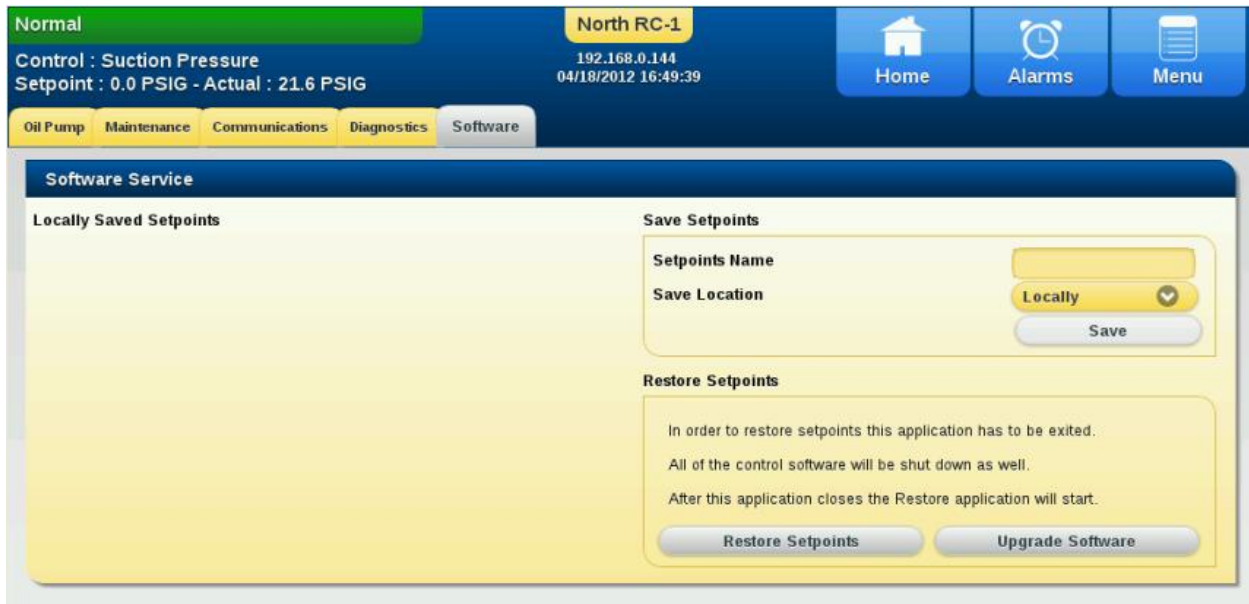 Normal
North RC-1
Control : Suction Pressure
Setpoint : 0.0 PSIG - Actual : 21.6 PSIG
192.168.0.144
04/18/2012 16:49:39
Home
Alarms
Menu
Oil Pump
Maintenance
Communications
Diagnostics
Software
Software Service
Locally Saved Setpoints
Save Setpoints
Setpoints Name
Save Location
Locally
Save
Restore Setpoints
In order to restore setpoints this application has to be exited.
All of the control software will be shut down as well.
After this application closes the Restore application will start.
Restore Setpoints
Upgrade Software